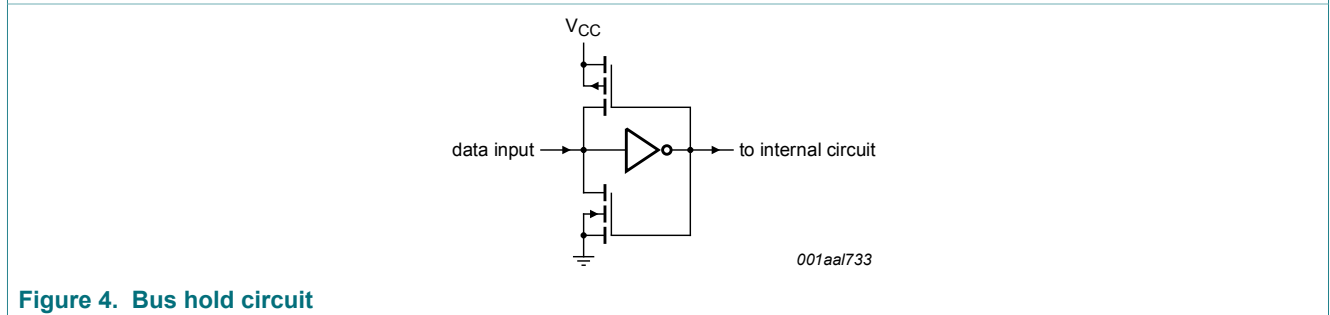 VCC
data input
to internal circuit
001aal733
Figure 4. Bus hold circuit